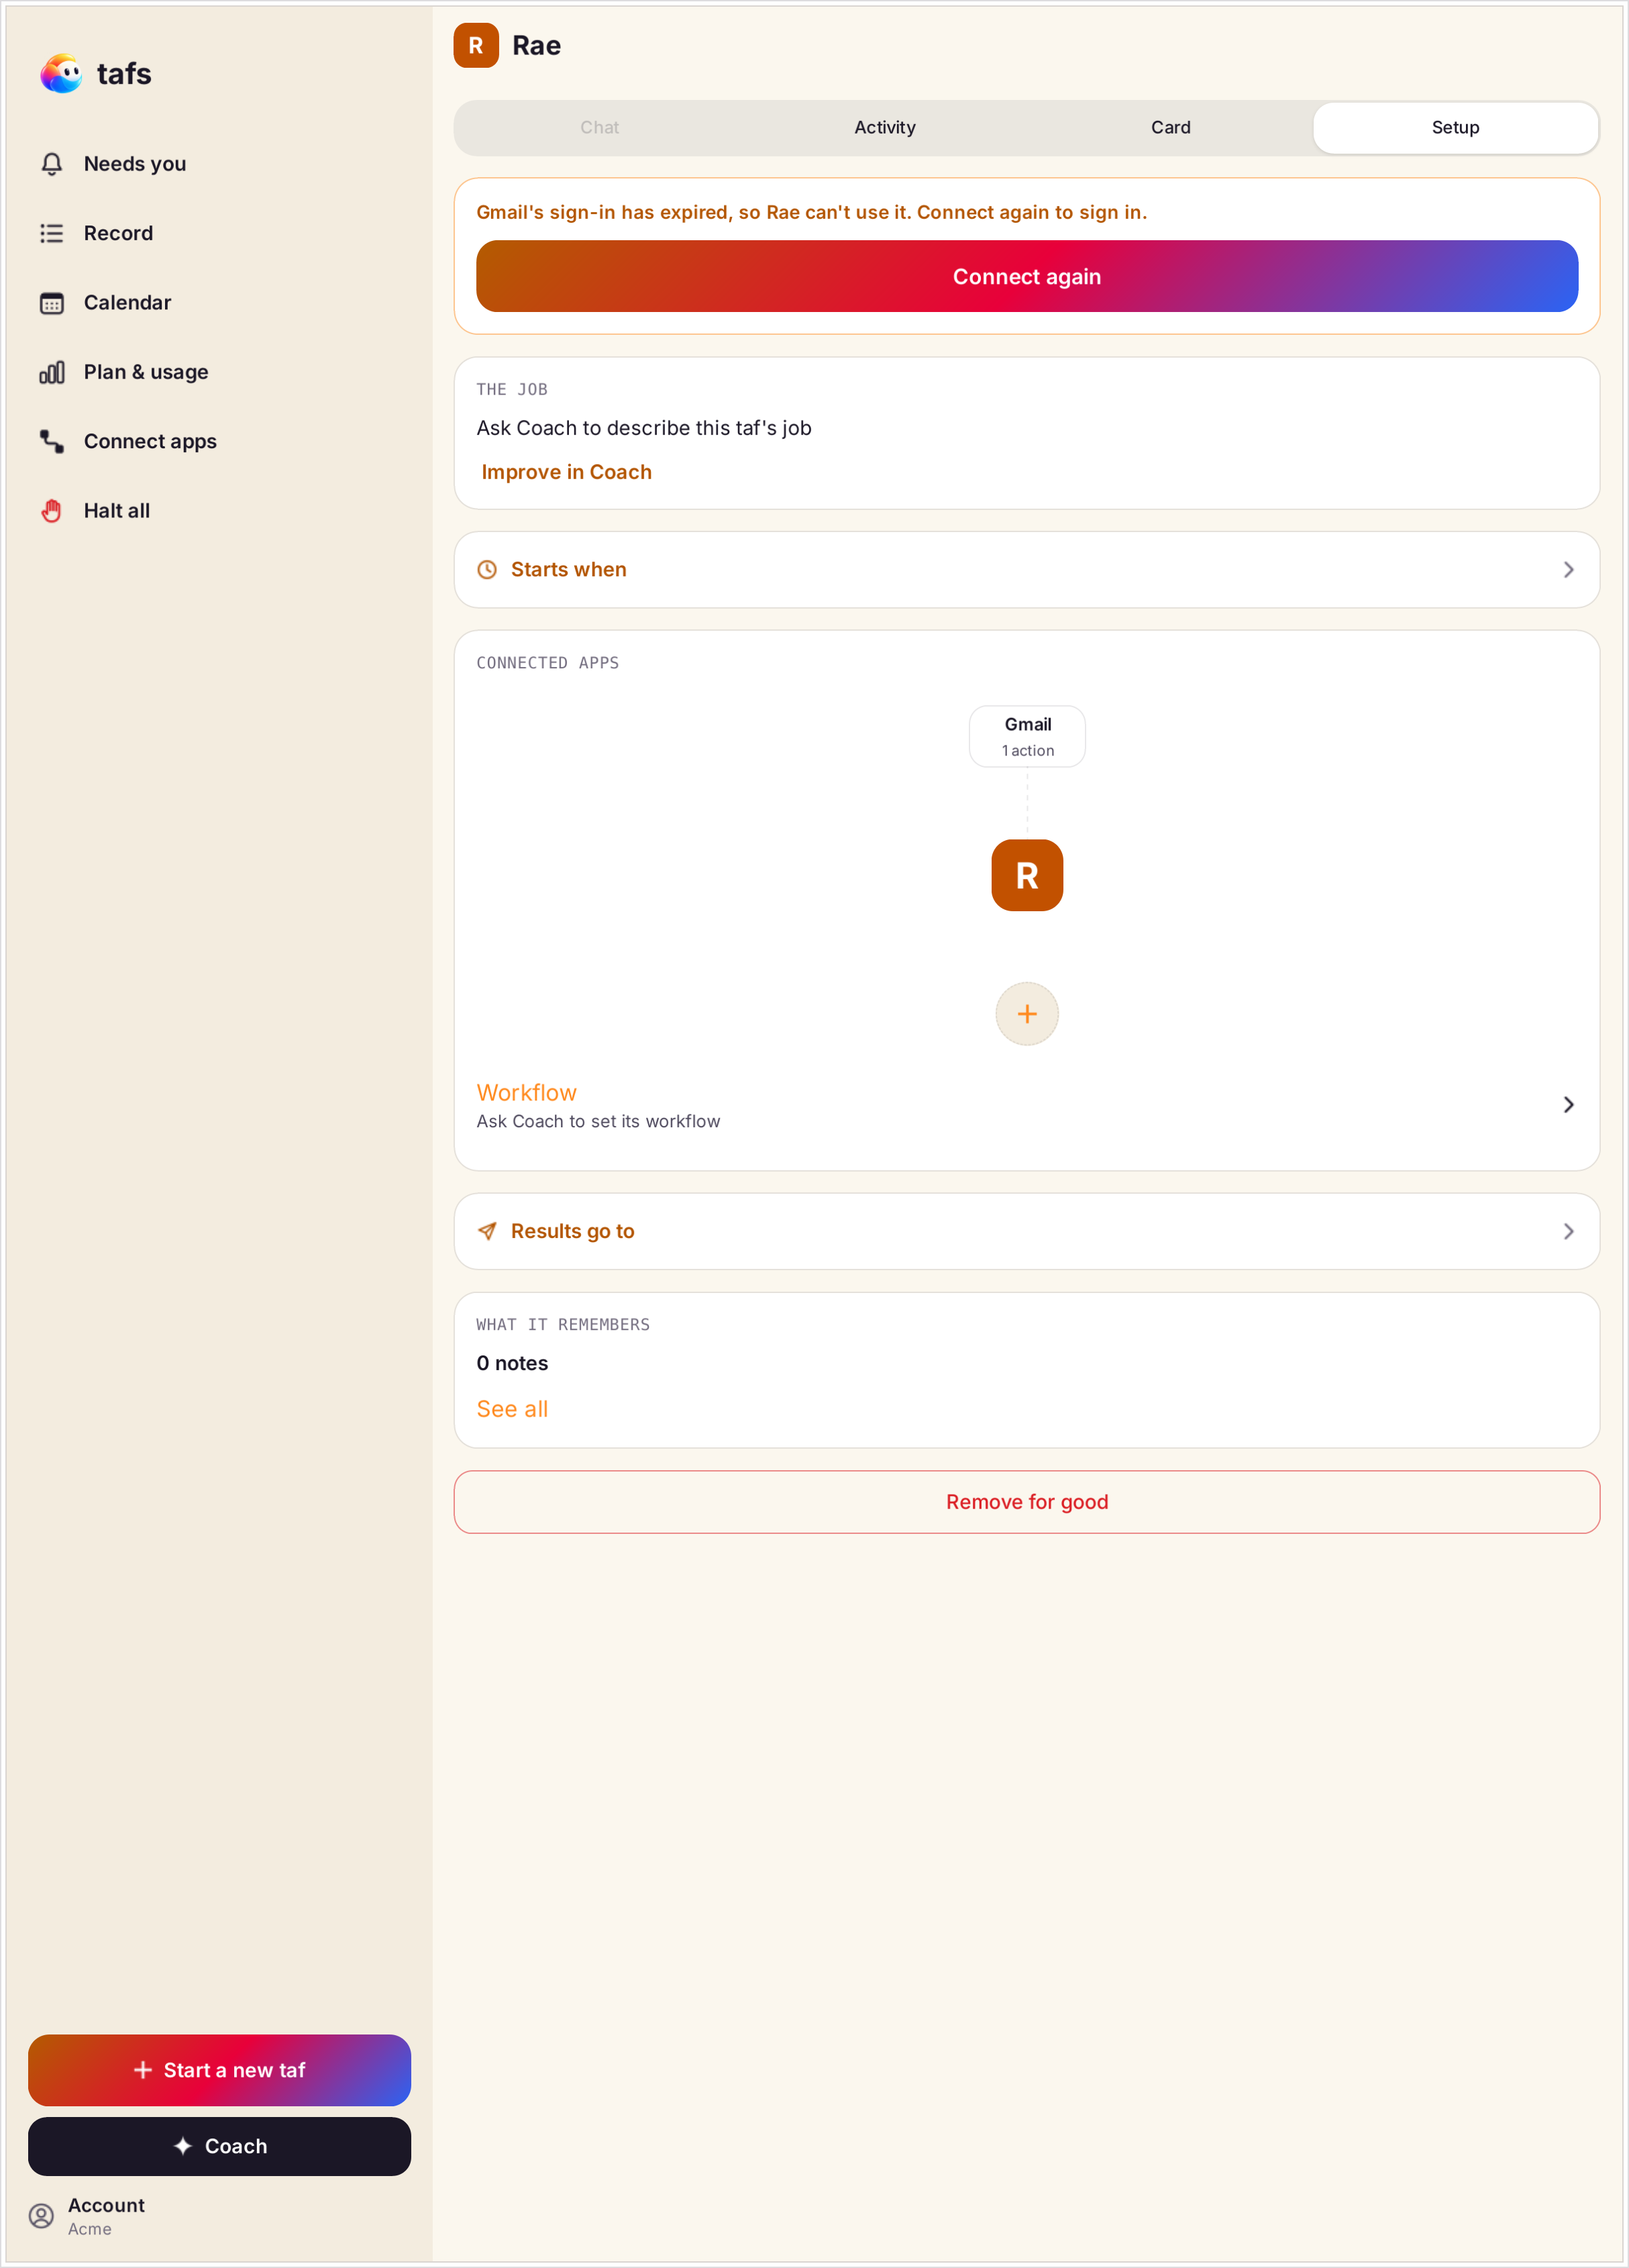 tafs
Needs you
Record
Calendar
Plan & usage
Connect apps
Halt all
Start a new taf
Coach
Account
Acme
R
Rae
Chat
Activity
Card
Setup
Gmail's sign-in has expired, so Rae can't use it. Connect again to sign in.
Connect again
THE JOB
Ask Coach to describe this taf's job
Improve in Coach
Starts when
CONNECTED APPS
Gmail
1 action
R
Workflow
Ask Coach to set its workflow
Results go to
WHAT IT REMEMBERS
0 notes
See all
Remove for good